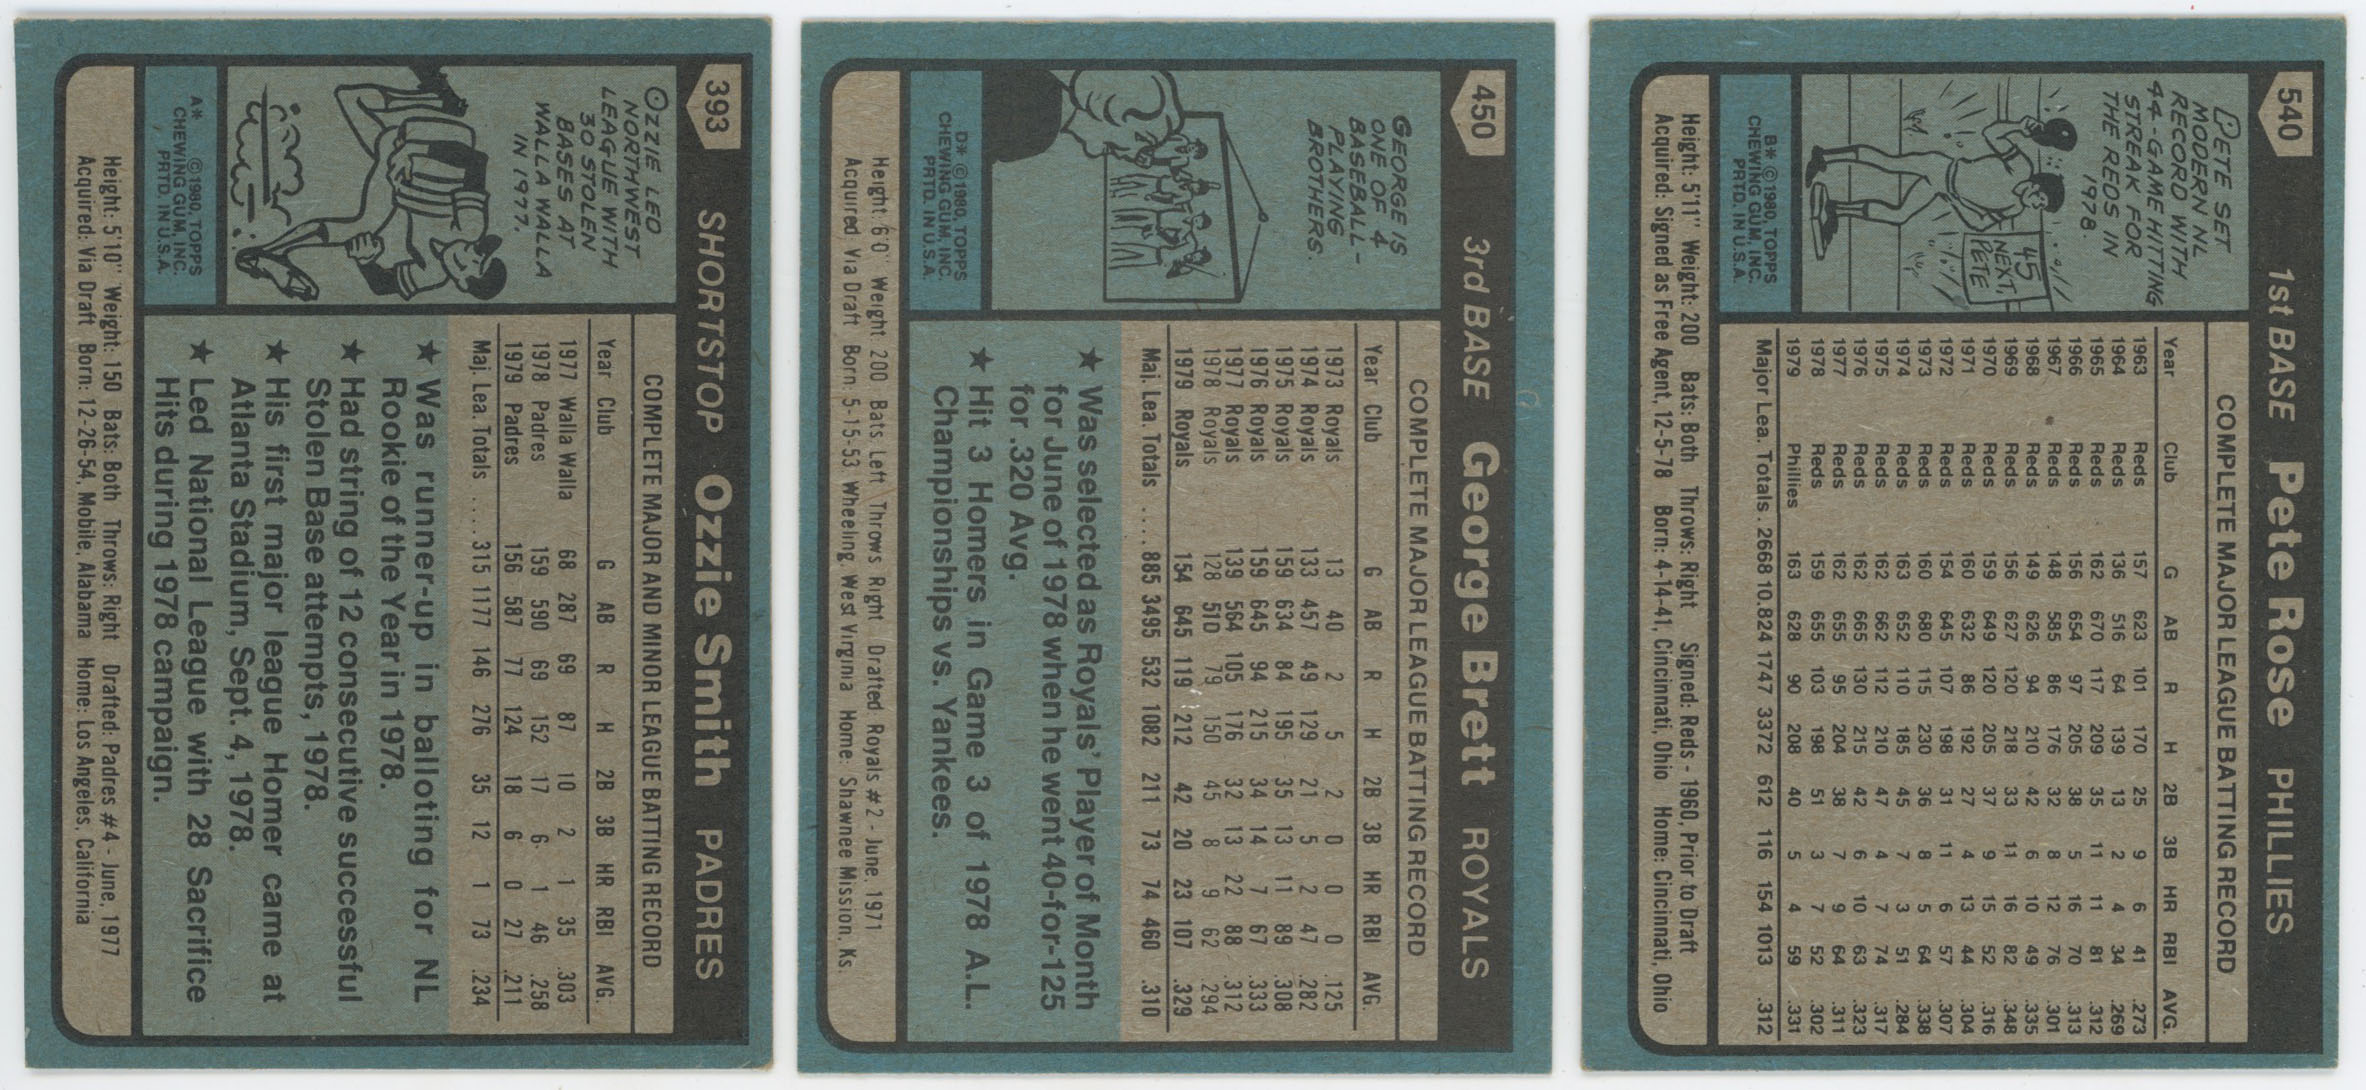 393 SHORTSTOP Ozzie Smith PADRES
OZZIE LED
NORTHWEST
LEAGUE WITH
30 STOLEN
BASES AT
WALLA WALLA
IN 1977.
A* ©1980, TOPPS
CHEWING GUM, INC.
PRTD. IN U.S.A.
COMPLETE MAJOR AND MINOR LEAGUE BATTING RECORD
Year Club G AB R H 2B 3B HR RBI AVG.
1977 Walla Walla 68 287 69 87 10 2 1 35 .303
1978 Padres 159 590 69 152 17 6 1 46 .258
1979 Padres 156 587 77 124 18 6 0 27 .211
Maj. Lea. Totals ..... 315 1177 146 276 35 12 1 73 .234
★ Was runner-up in balloting for NL
Rookie of the Year in 1978.
★ Had string of 12 consecutive successful
Stolen Base attempts, 1978.
★ His first major league Homer came at
Atlanta Stadium, Sept. 4, 1978.
★ Led National League with 28 Sacrifice
Hits during 1978 campaign.
Height: 5'10" Weight: 150 Bats: Both Throws: Right Drafted: Padres #4 - June, 1977
Acquired: Via Draft Born: 12-26-54, Mobile, Alabama Home: Los Angeles, California
450 3rd BASE George Brett ROYALS
GEORGE IS
ONE OF 4
BASEBALL-
PLAYING
BROTHERS.
D* ©1980, TOPPS
CHEWING GUM, INC.
PRTD. IN U.S.A.
COMPLETE MAJOR LEAGUE BATTING RECORD
Year Club G AB R H 2B 3B HR RBI AVG.
1973 Royals 13 40 2 5 2 0 0 0 .125
1974 Royals 133 457 49 129 21 5 2 47 .282
1975 Royals 159 634 84 195 35 13 11 89 .308
1976 Royals 159 645 94 215 34 14 7 67 .333
1977 Royals 139 564 105 176 32 13 22 88 .312
1978 Royals 128 510 79 150 45 8 9 62 .294
1979 Royals 154 645 119 212 42 20 23 107 .329
Maj. Lea. Totals .... 885 3495 532 1082 211 73 74 460 .310
★ Was selected as Royals' Player of Month
for June of 1978 when he went 40-for-125
for .320 Avg.
★ Hit 3 Homers in Game 3 of 1978 A.L.
Championships vs. Yankees.
Height: 6'0" Weight: 200 Bats: Left Throws: Right Drafted: Royals #2 - June, 1971
Acquired: Via Draft Born: 5-15-53, Wheeling, West Virginia Home: Shawnee Mission, Ks.
540 1st BASE Pete Rose PHILLIES
PETE SET
MODERN NL
RECORD WITH
44-GAME HITTING
STREAK FOR
THE REDS IN
1978.
45
NEXT,
PETE
B* ©1980, TOPPS
CHEWING GUM, INC.
PRTD. IN U.S.A.
COMPLETE MAJOR LEAGUE BATTING RECORD
Year Club G AB R H 2B 3B HR RBI AVG.
1963 Reds 157 623 101 170 25 9 6 41 .273
1964 Reds 136 516 64 139 13 2 4 34 .269
1965 Reds 162 670 117 209 35 11 11 81 .312
1966 Reds 156 654 97 205 38 5 16 70 .313
1967 Reds 148 585 86 176 32 8 12 76 .301
1968 Reds 149 626 94 210 42 6 10 49 .335
1969 Reds 156 627 120 218 33 11 16 82 .348
1970 Reds 159 649 120 205 37 9 15 52 .316
1971 Reds 160 632 86 192 27 4 13 44 .304
1972 Reds 154 645 107 198 31 11 6 57 .307
1973 Reds 160 680 115 230 36 8 5 64 .338
1974 Reds 163 652 110 185 45 7 3 51 .284
1975 Reds 162 662 112 210 47 4 7 74 .317
1976 Reds 162 665 130 215 42 6 10 63 .323
1977 Reds 162 655 95 204 38 7 9 64 .311
1978 Reds 159 655 103 198 51 3 7 52 .302
1979 Phillies 163 628 90 208 40 5 4 59 .331
Major Lea. Totals . 2668 10.824 1747 3372 612 116 154 1013 .312
Height: 5'11" Weight: 200 Bats: Both Throws: Right Signed: Reds - 1960, Prior to Draft
Acquired: Signed as Free Agent, 12-5-78 Born: 4-14-41, Cincinnati, Ohio Home: Cincinnati, Ohio